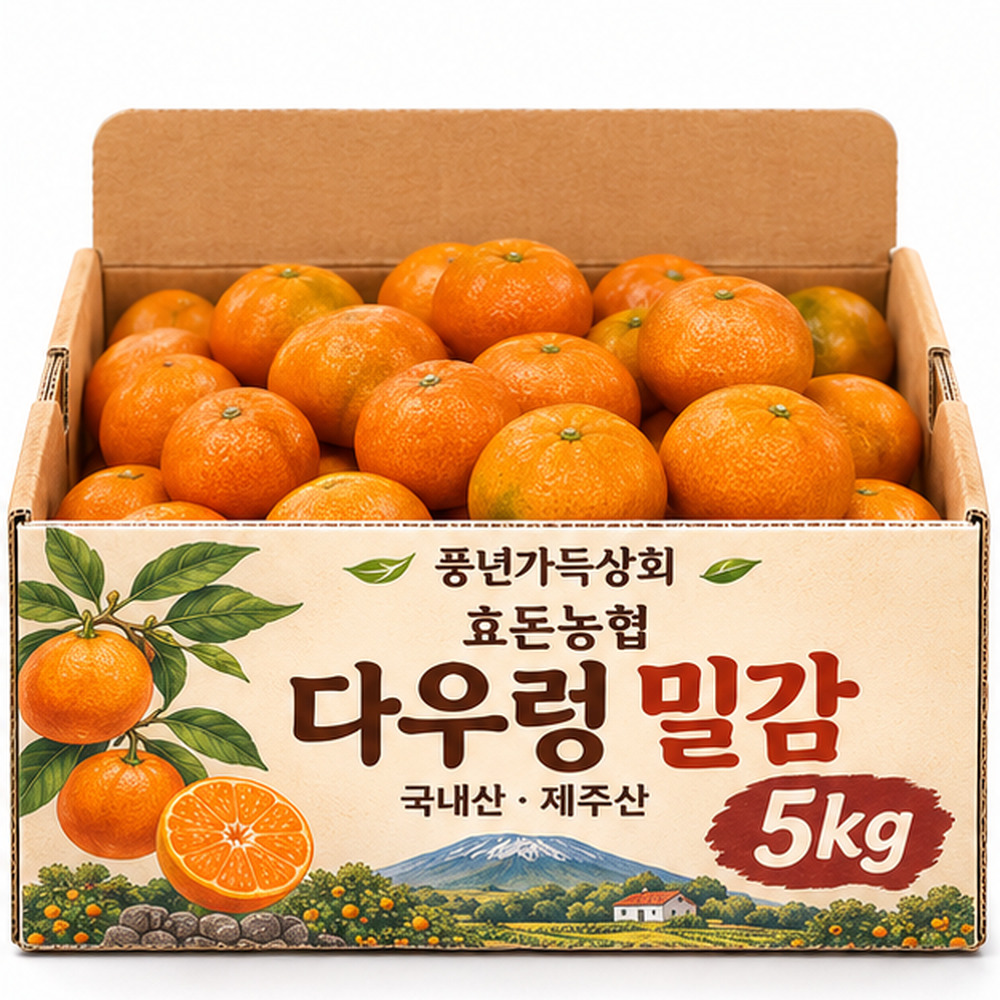 풍년가득상회
효돈농협
다우렁 밀감
국내산 · 제주산
5kg